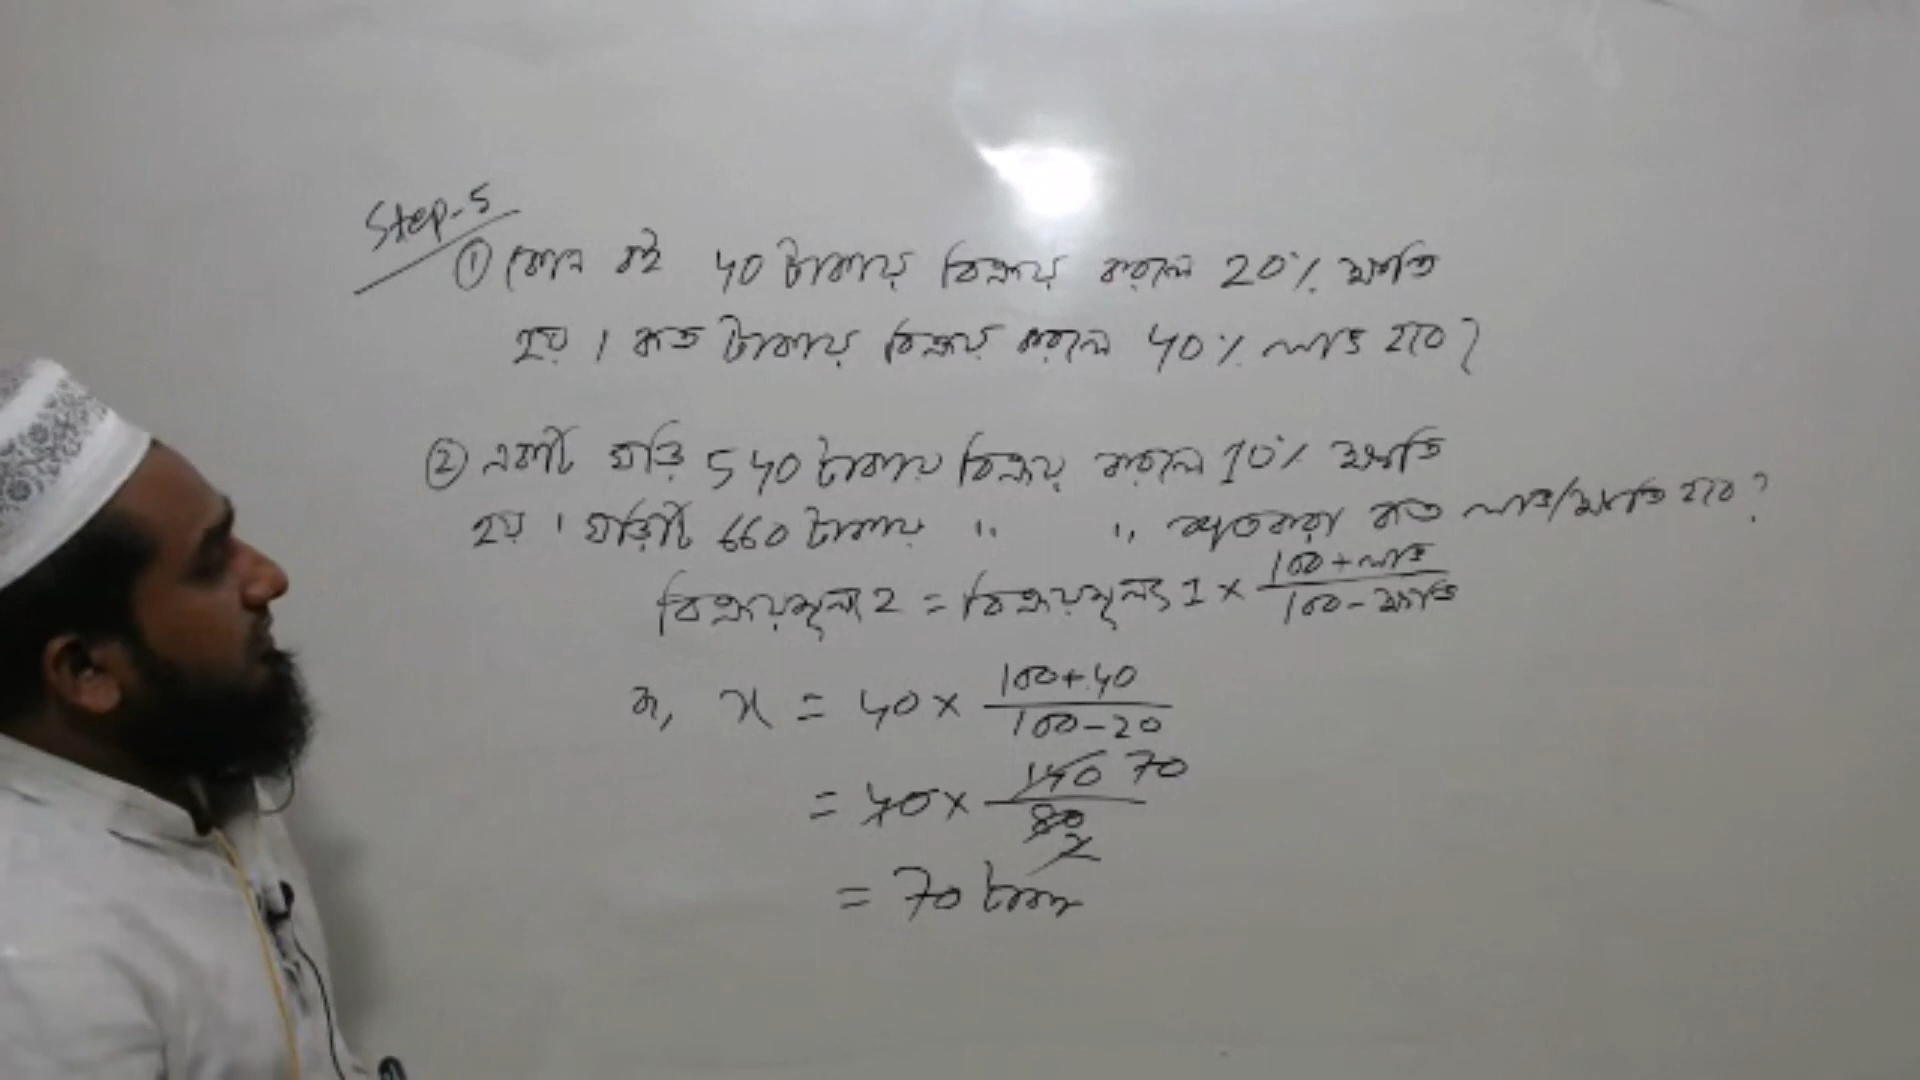 Step-5
① কোন বই 40 টাকায় বিক্রয় করলে 20% ক্ষতি
হয়। কত টাকায় বিক্রয় করলে 40% লাভ হবে?
② একটি ঘড়ি 540 টাকায় বিক্রয় করলে 10% ক্ষতি
হয়। ঘড়িটি 660 টাকায় " " শতকরা কত লাভ/ক্ষতি হবে?
বিক্রয়মূল্য 2 = বিক্রয়মূল্য 1 × (100+লাভ)/(100-ক্ষতি)
বা, x = 40 × (100+40)/(100-20)
= 40 × 140/80 70 2
= 70 টাকা